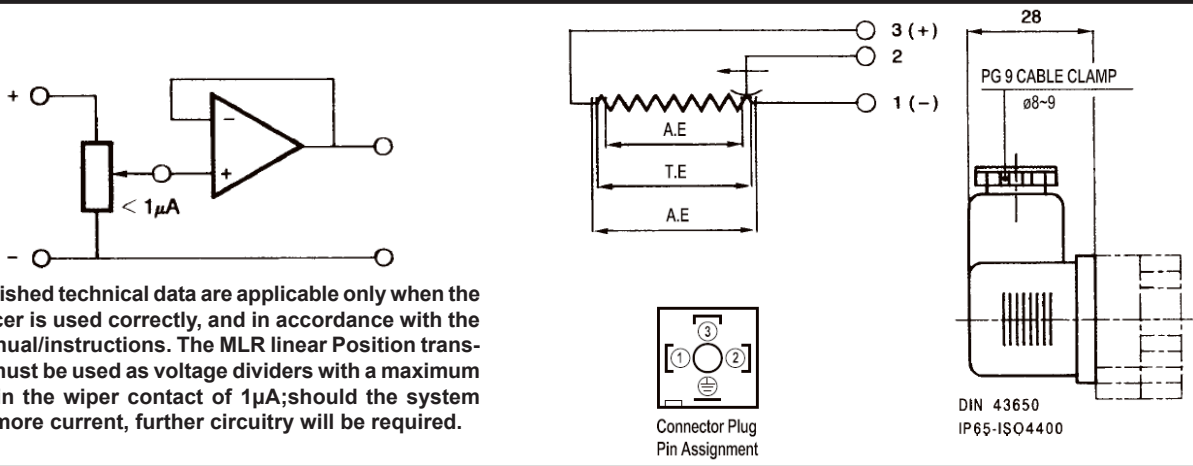 +
−
+
−
< 1µA
ished technical data are applicable only when the
cer is used correctly, and in accordance with the
nual/instructions. The MLR linear Position trans-
must be used as voltage dividers with a maximum
in the wiper contact of 1µA;should the system
more current, further circuitry will be required.
3 (+)
2
1 (−)
A.E
T.E
A.E
3
1
2
Connector Plug
Pin Assignment
28
PG 9 CABLE CLAMP
ø8~9
DIN 43650
IP65-ISO4400